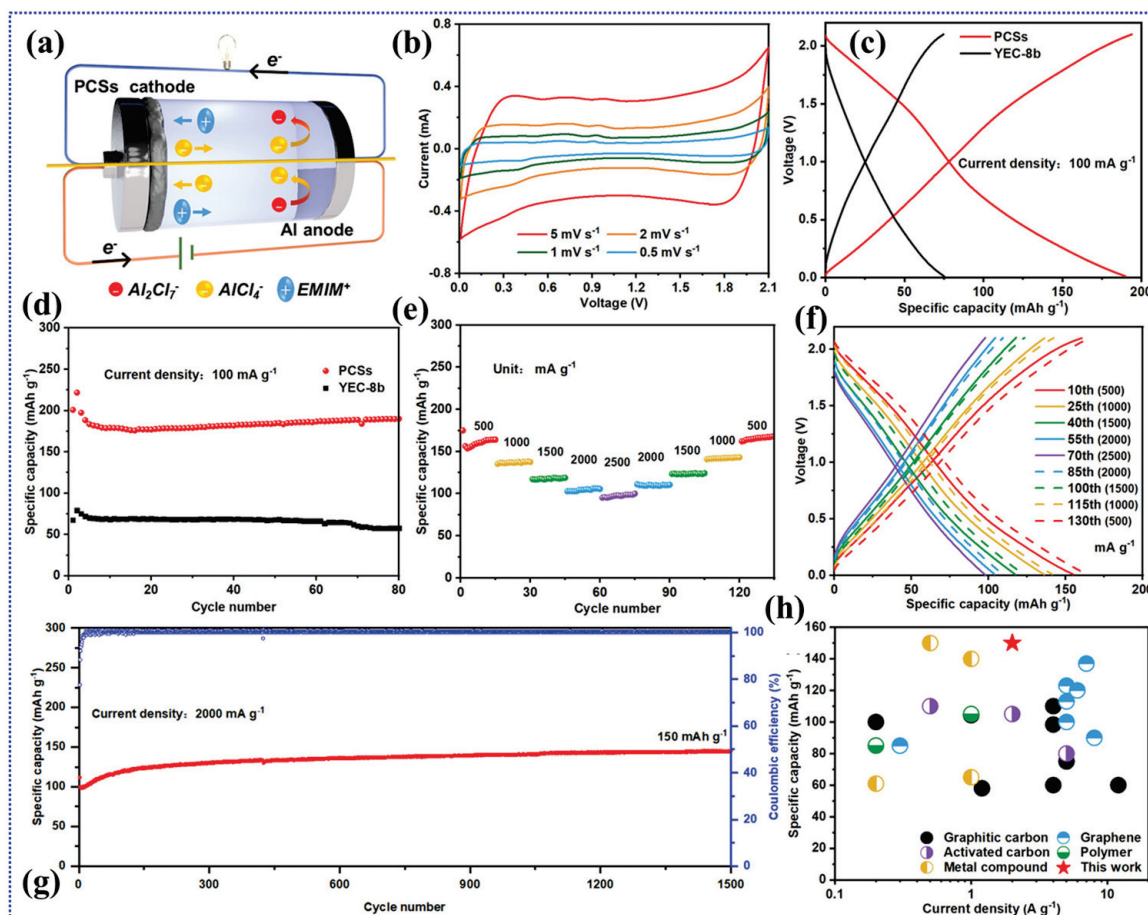 (a)
e-
PCSs cathode
Al anode
e-
Al₂Cl₇⁻ AlCl₄⁻ EMIM⁺
(b)
Current (mA)
0.8
0.4
0.0
-0.4
-0.8
5 mV s⁻¹ 2 mV s⁻¹
1 mV s⁻¹ 0.5 mV s⁻¹
0.0 0.3 0.6 0.9 1.2 1.5 1.8 2.1
Voltage (V)
(c)
PCSs
YEC-8b
Voltage (V)
2.0
1.5
1.0
0.5
0.0
Current density: 100 mA g⁻¹
0 50 100 150 200
Specific capacity (mAh g⁻¹)
(d)
Specific capacity (mAh g⁻¹)
300
250
200
150
100
50
0
Current density: 100 mA g⁻¹
PCSs
YEC-8b
0 20 40 60 80
Cycle number
(e)
Specific capacity (mAh g⁻¹)
300
250
200
150
100
50
0
Unit: mA g⁻¹
500 1000 1500 2000 2500 2000 1500 1000 500
0 30 60 90 120
Cycle number
(f)
Voltage (V)
2.0
1.5
1.0
0.5
0.0
10th (500)
25th (1000)
40th (1500)
55th (2000)
70th (2500)
85th (2000)
100th (1500)
115th (1000)
130th (500)
mA g⁻¹
0 50 100 150 200
Specific capacity (mAh g⁻¹)
(g)
Specific capacity (mAh g⁻¹)
300
250
200
150
100
50
0
Current density: 2000 mA g⁻¹
150 mAh g⁻¹
100
80
60
40
20
0
Coulombic efficiency (%)
0 300 600 900 1200 1500
Cycle number
(h)
Specific capacity (mAh g⁻¹)
160
140
120
100
80
60
40
20
0
Graphitic carbon Graphene
Activated carbon Polymer
Metal compound This work
0.1 1 10
Current density (A g⁻¹)